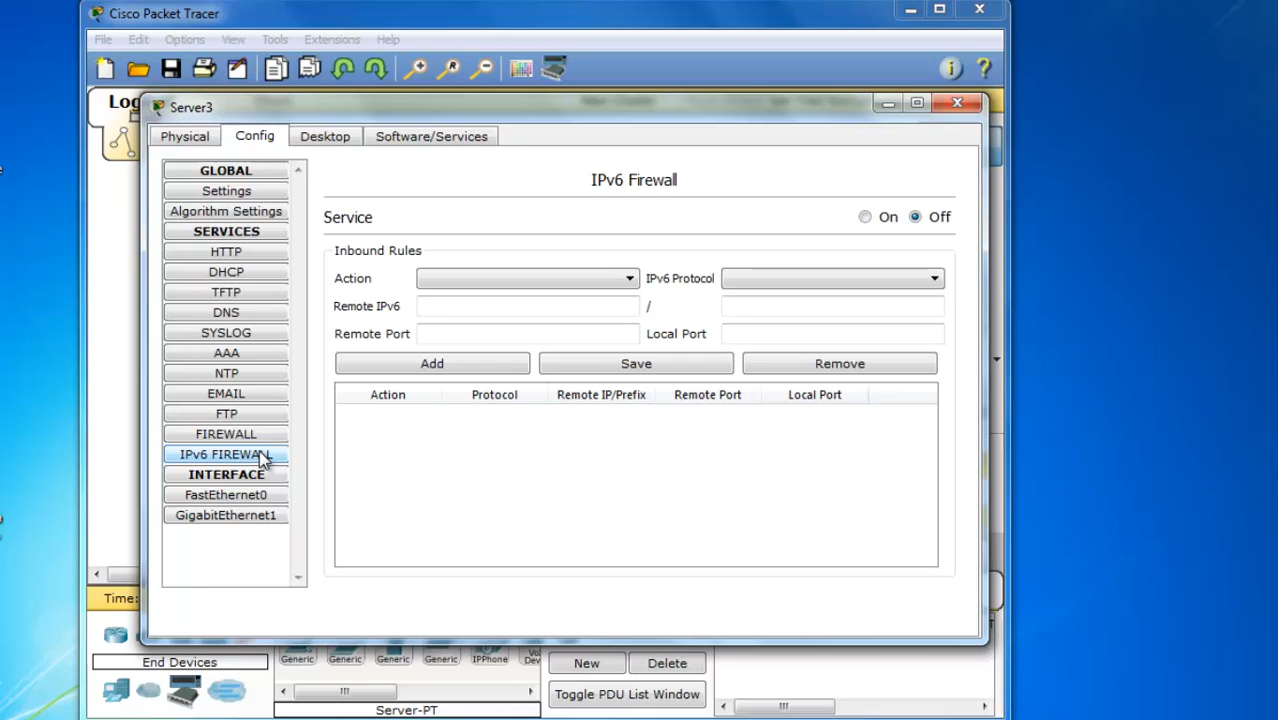 Cisco Packet Tracer
File Edit Options View Tools Extensions Help
Log
Server3
Physical Config Desktop Software/Services
GLOBAL
Settings
Algorithm Settings
SERVICES
HTTP
DHCP
TFTP
DNS
SYSLOG
AAA
NTP
EMAIL
FTP
FIREWALL
IPv6 FIREWALL
INTERFACE
FastEthernet0
GigabitEthernet1
IPv6 Firewall
Service On Off
Inbound Rules
Action IPv6 Protocol
Remote IPv6 /
Remote Port Local Port
Add Save Remove
Action Protocol Remote IP/Prefix Remote Port Local Port
Time:
End Devices
Generic Generic Generic Generic IPPhone
Server-PT
New Delete
Toggle PDU List Window